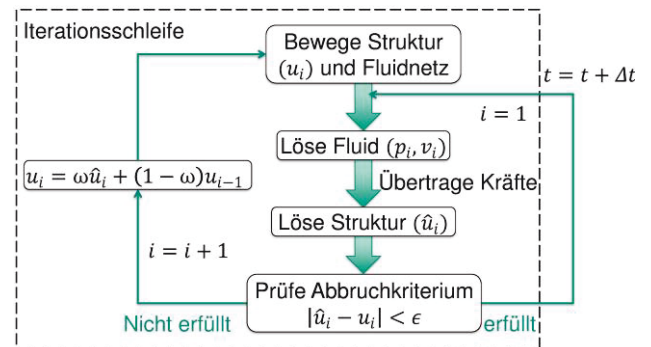 Iterationsschleife
Bewege Struktur
(u_i) und Fluidnetz
t = t + Δt
i = 1
Löse Fluid (p_i, v_i)
u_i = ωû_i + (1 − ω)u_{i−1}
Übertrage Kräfte
Löse Struktur (û_i)
i = i + 1
Prüfe Abbruchkriterium
|û_i − u_i| < ϵ
Nicht erfüllt
erfüllt